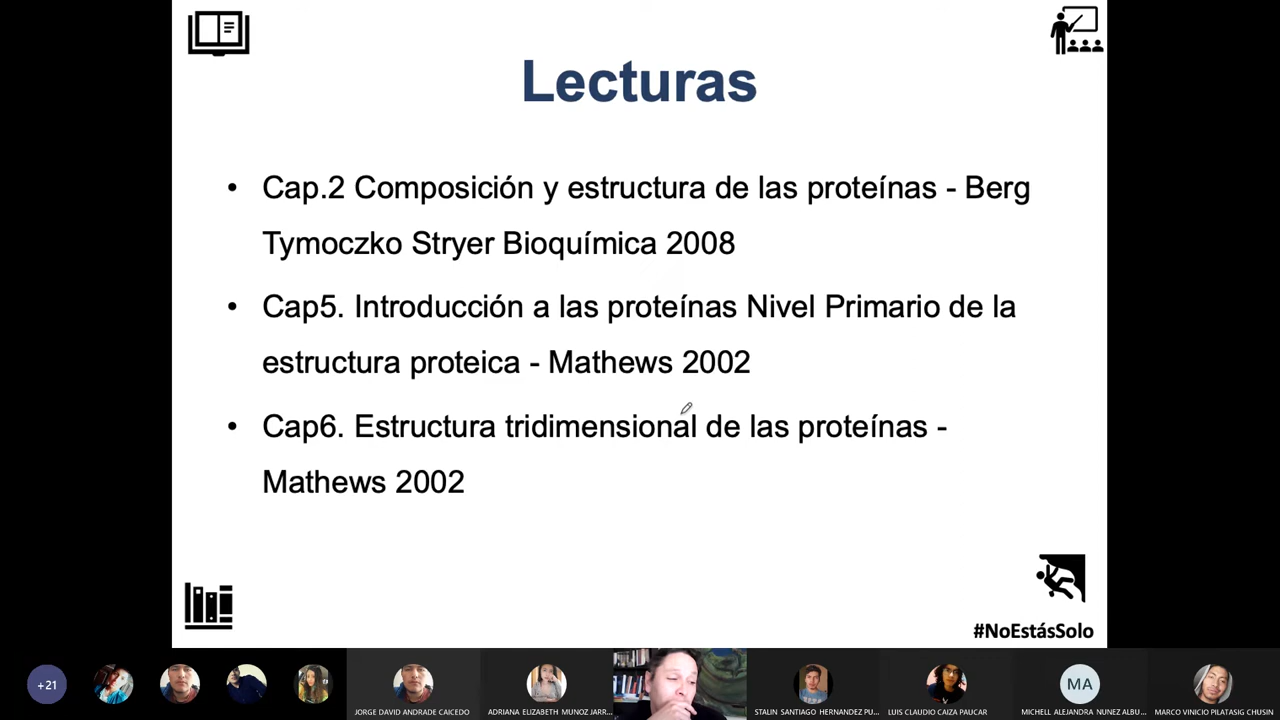 Lecturas
• Cap.2 Composición y estructura de las proteínas - Berg
Tymoczko Stryer Bioquímica 2008
• Cap5. Introducción a las proteínas Nivel Primario de la
estructura proteica - Mathews 2002
• Cap6. Estructura tridimensional de las proteínas -
Mathews 2002
#NoEstásSolo
+21
JORGE DAVID ANDRADE CAICEDO
ADRIANA ELIZABETH MUNOZ JARR...
STALIN SANTIAGO HERNANDEZ PU...
LUIS CLAUDIO CAIZA PAUCAR
MA
MICHELL ALEJANDRA NUNEZ ALBU...
MARCO VINICIO PILATASIG CHUSIN